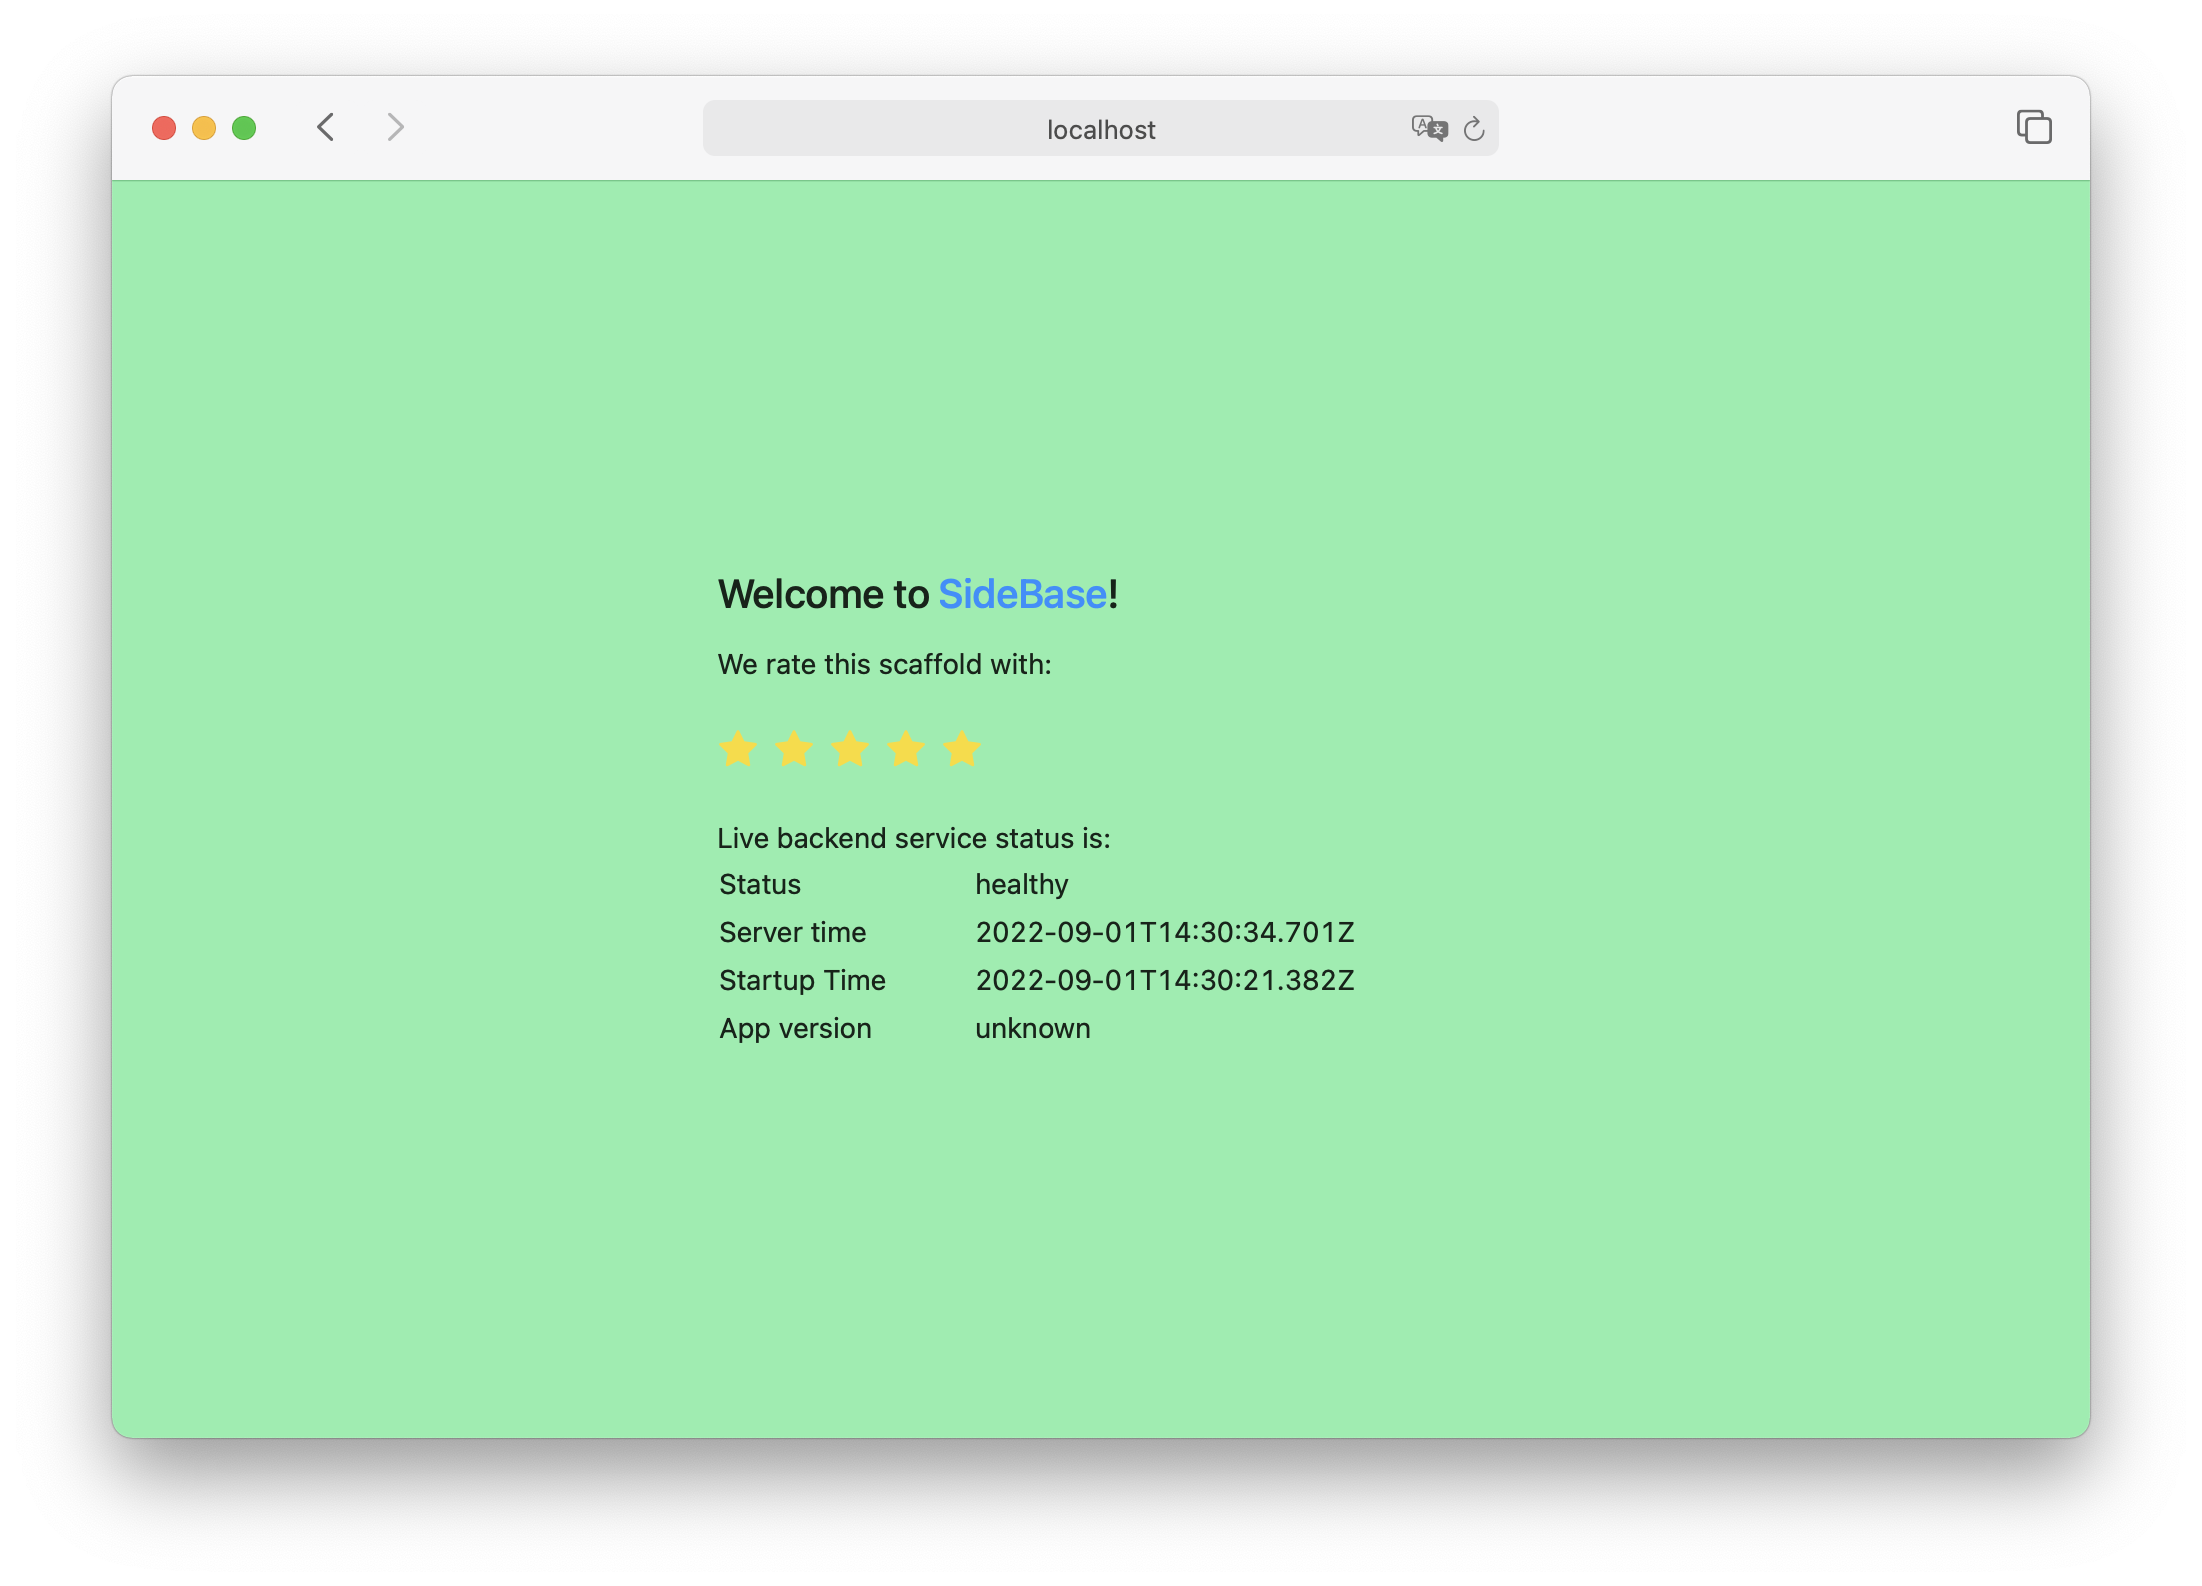 localhost
Welcome to SideBase!
We rate this scaffold with:
Live backend service status is:
Status healthy
Server time 2022-09-01T14:30:34.701Z
Startup Time 2022-09-01T14:30:21.382Z
App version unknown